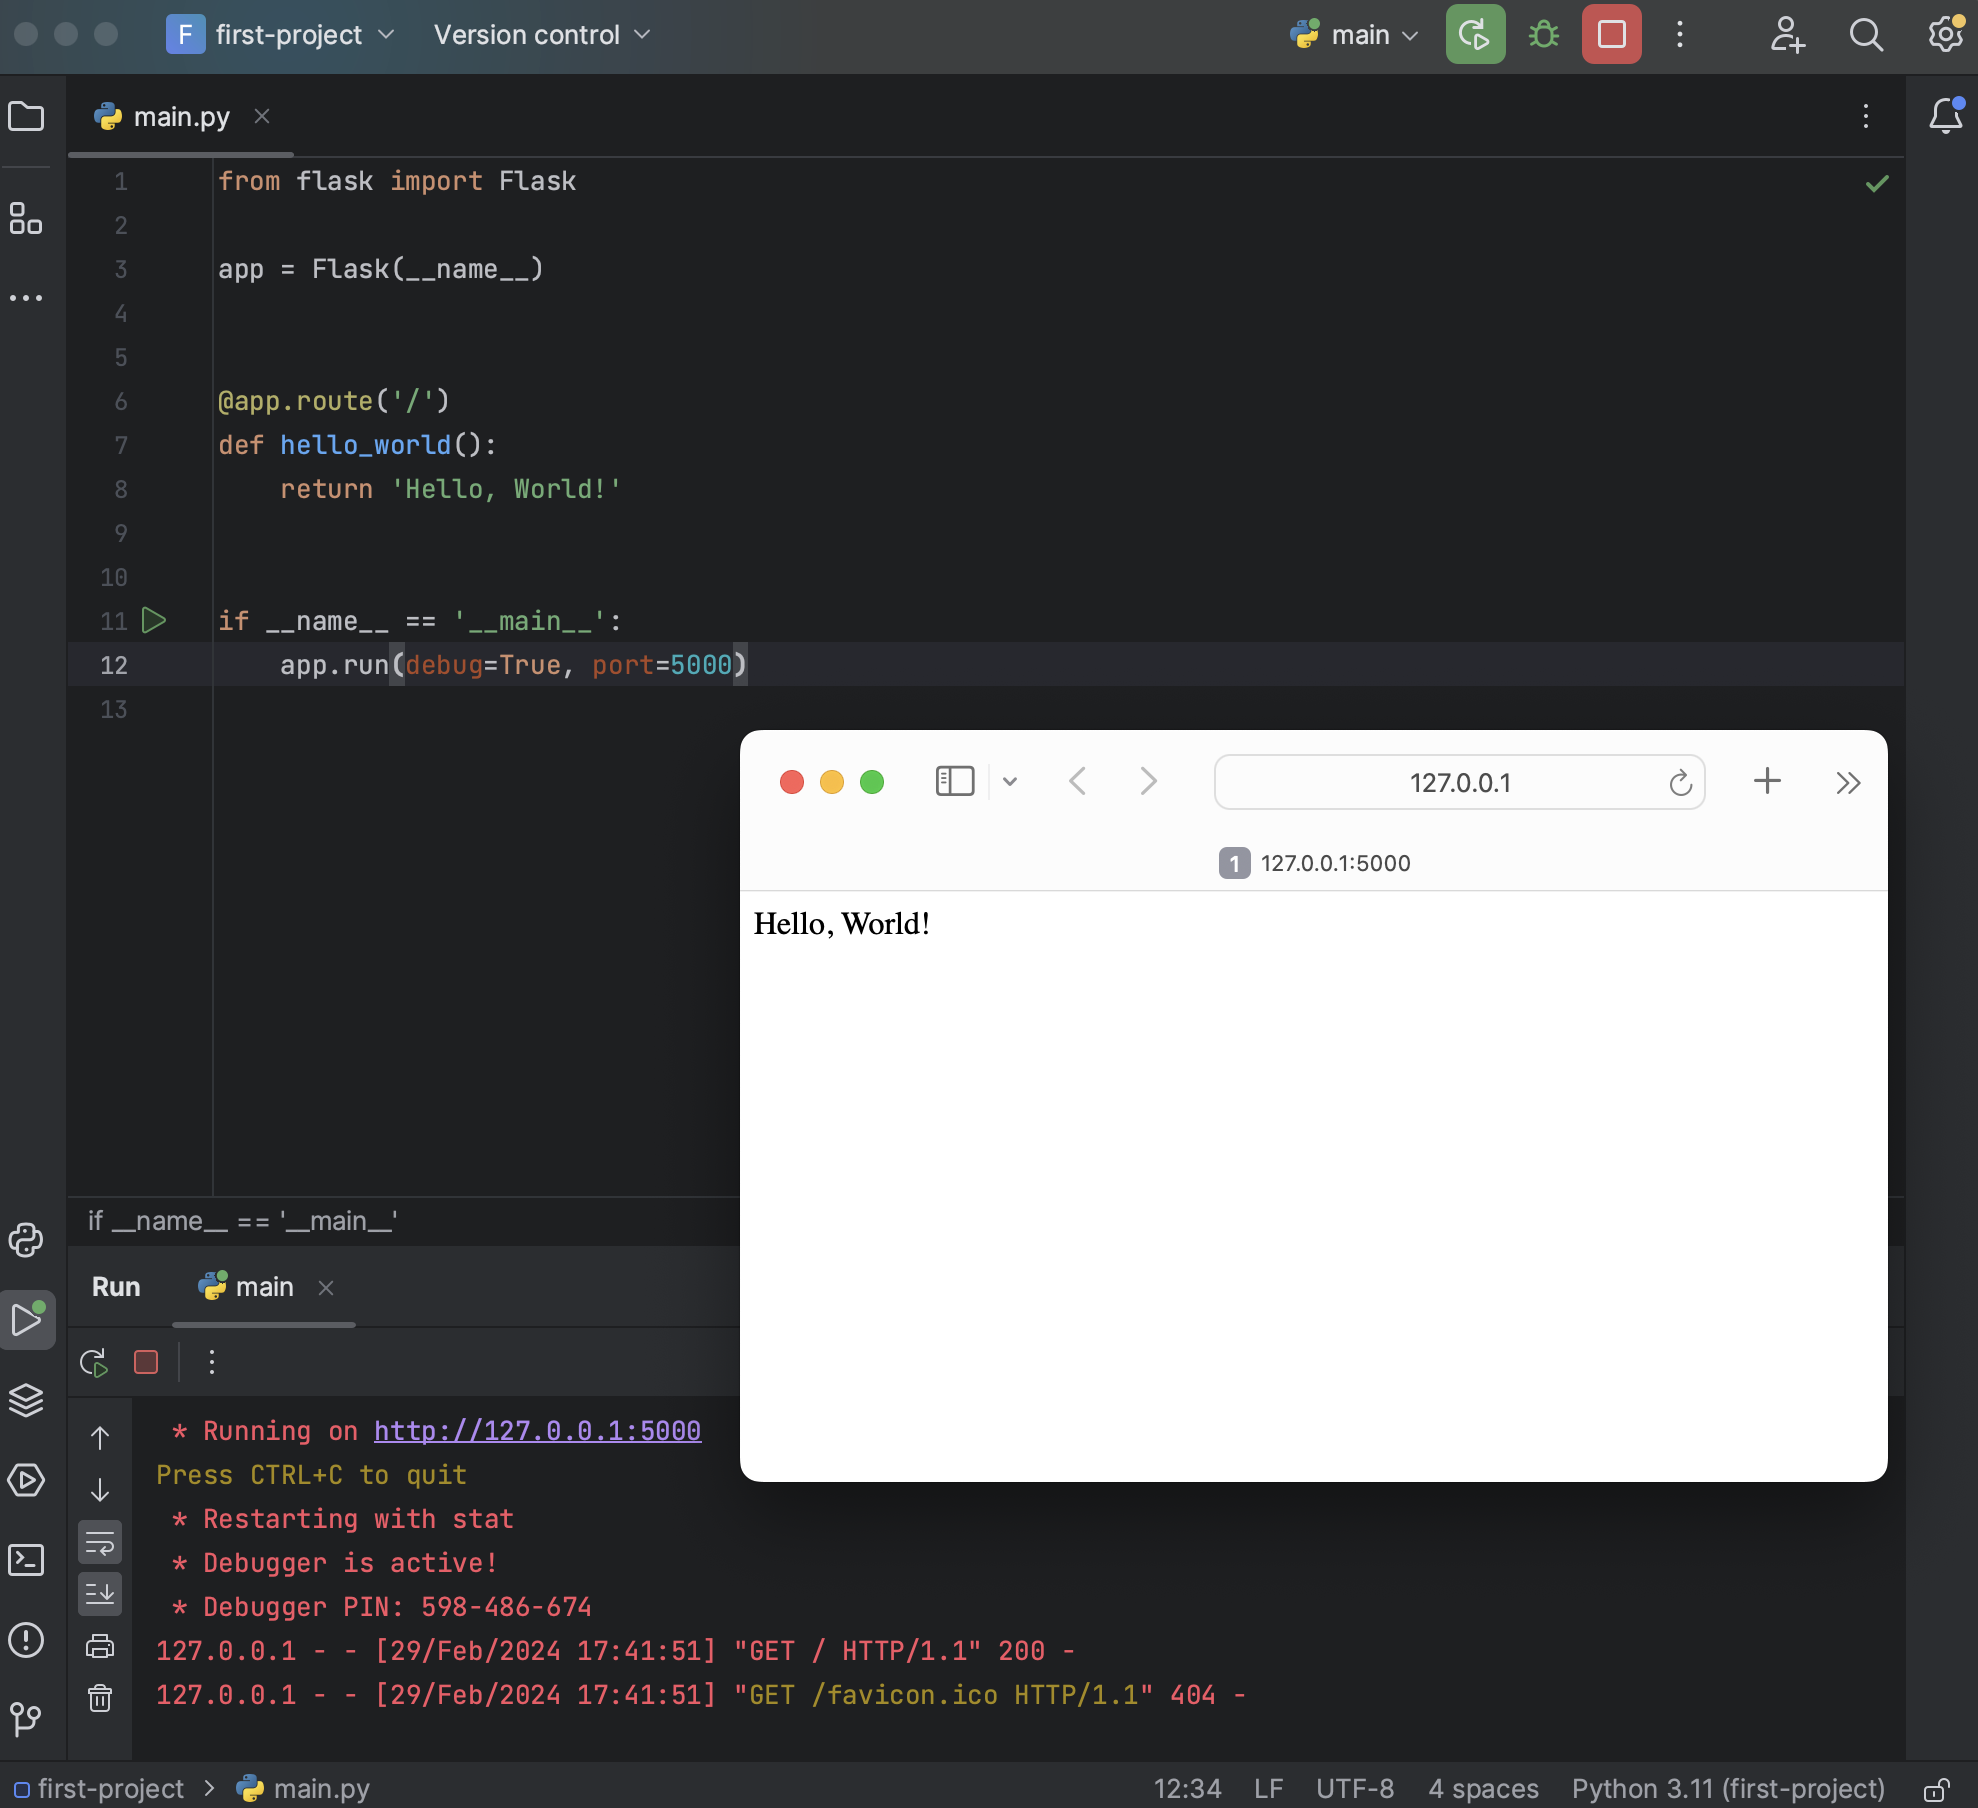 F first-project Version control main
main.py
1 from flask import Flask
2
3 app = Flask(__name__)
4
5
6 @app.route('/')
7 def hello_world():
8 return 'Hello, World!'
9
10
11 if __name__ == '__main__':
12 app.run(debug=True, port=5000)
13
127.0.0.1
1 127.0.0.1:5000
Hello, World!
if __name__ == '__main__'
Run main
* Running on http://127.0.0.1:5000
Press CTRL+C to quit
* Restarting with stat
* Debugger is active!
* Debugger PIN: 598-486-674
127.0.0.1 - - [29/Feb/2024 17:41:51] "GET / HTTP/1.1" 200 -
127.0.0.1 - - [29/Feb/2024 17:41:51] "GET /favicon.ico HTTP/1.1" 404 -
first-project > main.py 12:34 LF UTF-8 4 spaces Python 3.11 (first-project)